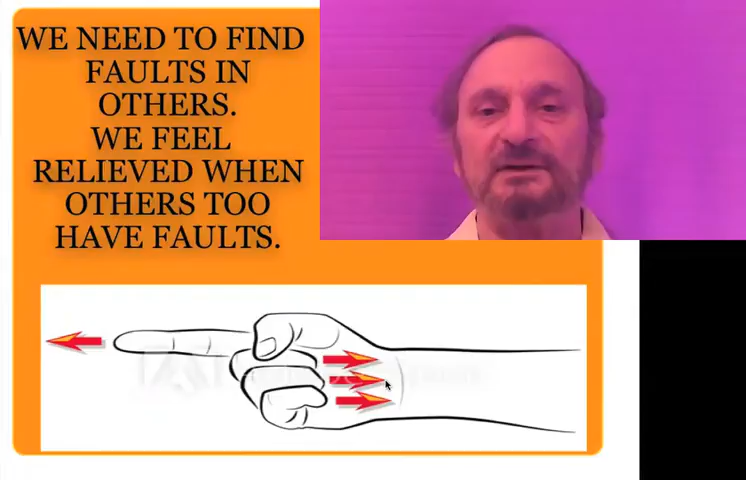 WE NEED TO FIND
FAULTS IN
OTHERS.
WE FEEL
RELIEVED WHEN
OTHERS TOO
HAVE FAULTS.